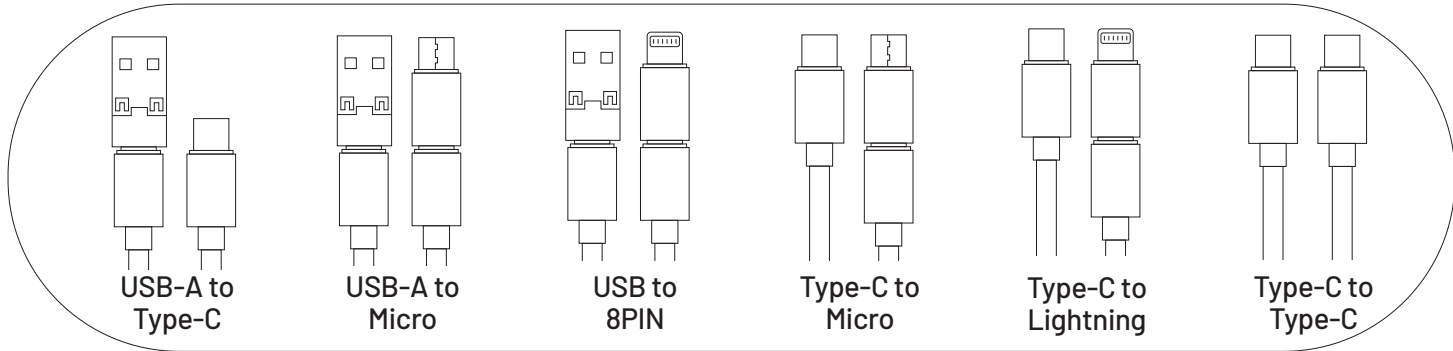 USB-A to
Type-C
USB-A to
Micro
USB to
8PIN
Type-C to
Micro
Type-C to
Lightning
Type-C to
Type-C